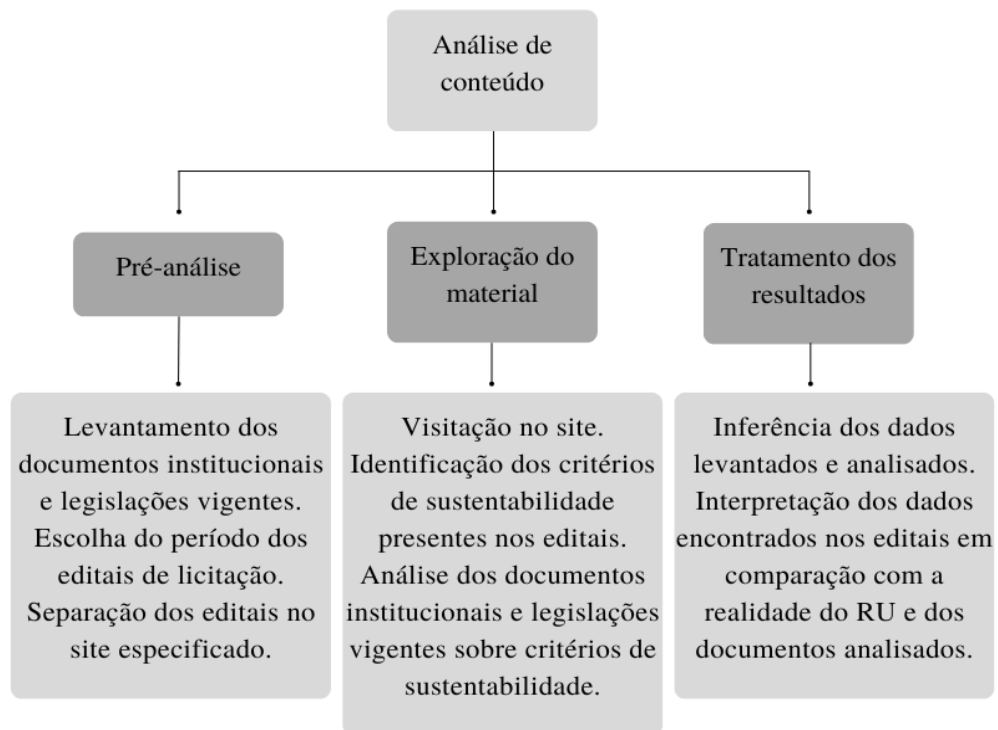 Análise de
conteúdo
Pré-análise
Exploração do
material
Tratamento dos
resultados
Levantamento dos
documentos institucionais
e legislações vigentes.
Escolha do período dos
editais de licitação.
Separação dos editais no
site especificado.
Visitação no site.
Identificação dos critérios
de sustentabilidade
presentes nos editais.
Análise dos documentos
institucionais e legislações
vigentes sobre critérios de
sustentabilidade.
Inferência dos dados
levantados e analisados.
Interpretação dos dados
encontrados nos editais em
comparação com a
realidade do RU e dos
documentos analisados.